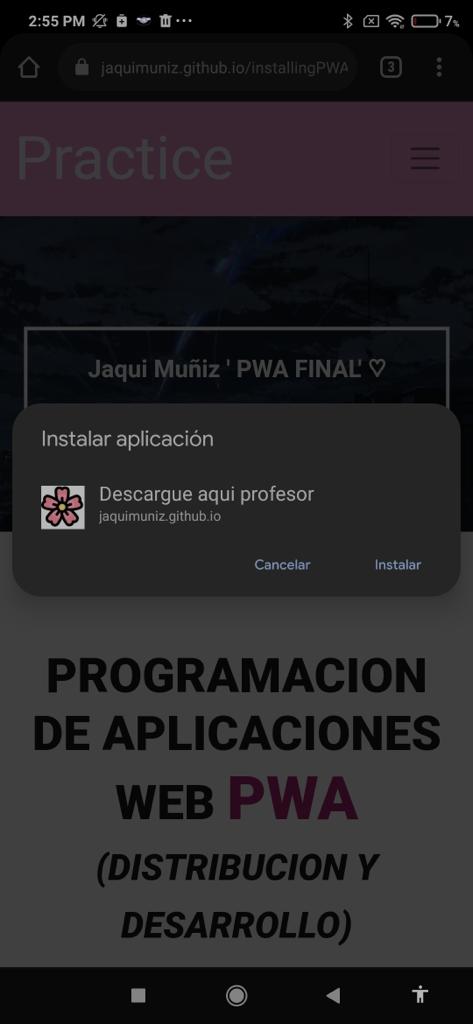 2:55 PM
7%
jaquimuniz.github.io/installingPWA
3
Practice
Jaqui Muñiz ' PWA FINAL' ♡
Instalar aplicación
Descargue aqui profesor
jaquimuniz.github.io
Cancelar Instalar
PROGRAMACION
DE APLICACIONES
WEB PWA
(DISTRIBUCION Y
DESARROLLO)